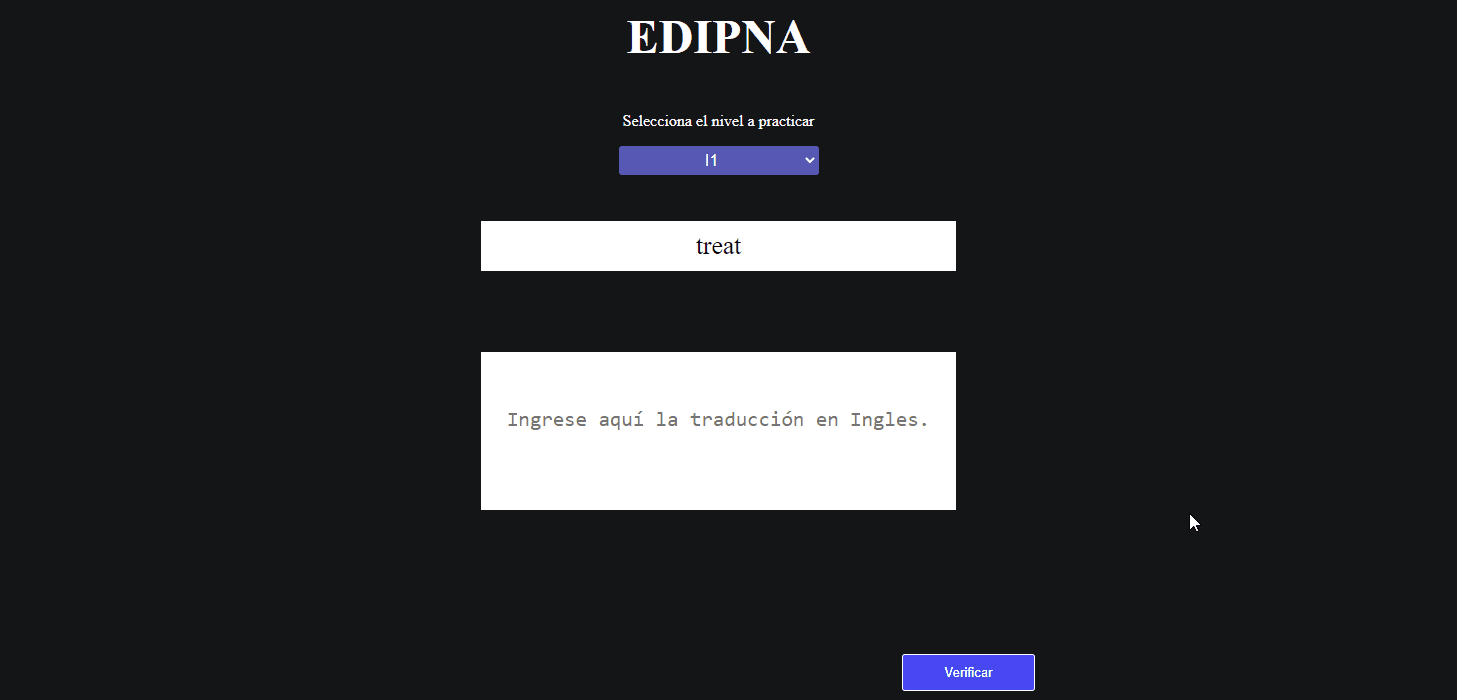 EDIPNA
Selecciona el nivel a practicar
I1
treat
Ingrese aquí la traducción en Ingles.
Verificar